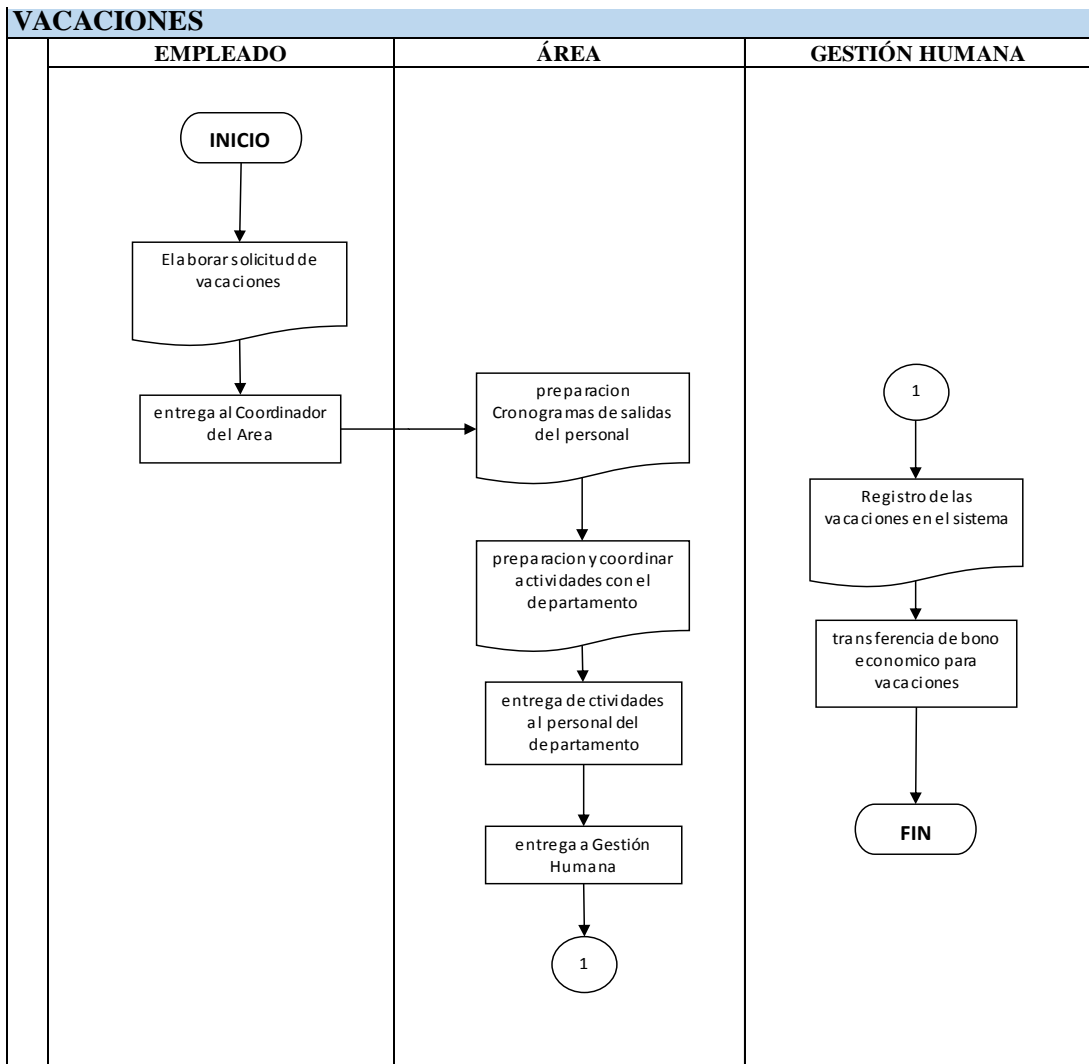 VACACIONES
EMPLEADO
ÁREA
GESTIÓN HUMANA
INICIO
Elaborar solicitud de
vacaciones
entrega al Coordinador
del Area
preparacion
Cronogramas de salidas
del personal
preparacion y coordinar
actividades con el
departamento
entrega de ctividades
al personal del
departamento
entrega a Gestión
Humana
1
1
Registro de las
vacaciones en el sistema
transferencia de bono
economico para
vacaciones
FIN